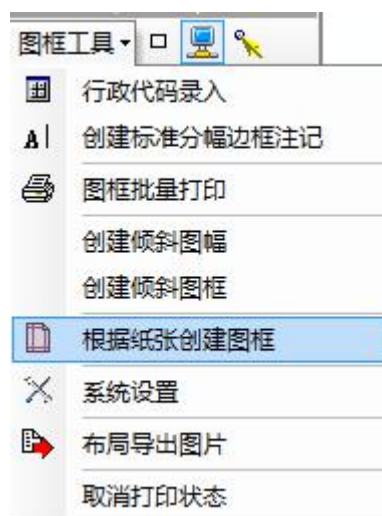 图框工具
行政代码录入
创建标准分幅边框注记
图框批量打印
创建倾斜图幅
创建倾斜图框
根据纸张创建图框
系统设置
布局导出图片
取消打印状态